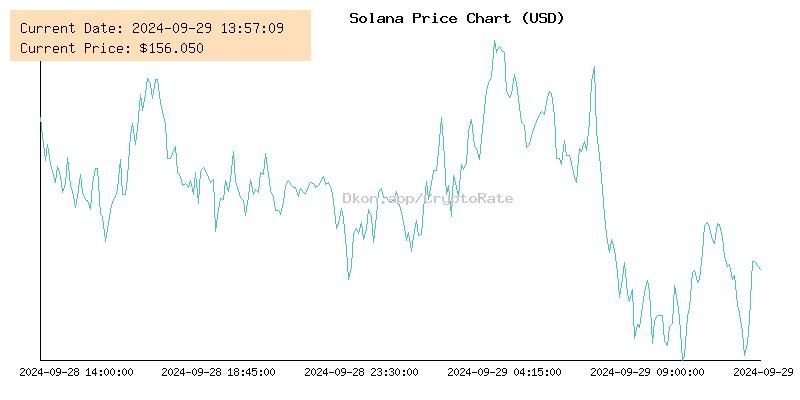 Solana Price Chart (USD)
Current Date: 2024-09-29 13:57:09
Current Price: $156.050
Dkon.app/CryptoRate
2024-09-28 14:00:00 2024-09-28 18:45:00 2024-09-28 23:30:00 2024-09-29 04:15:00 2024-09-29 09:00:00 2024-09-29